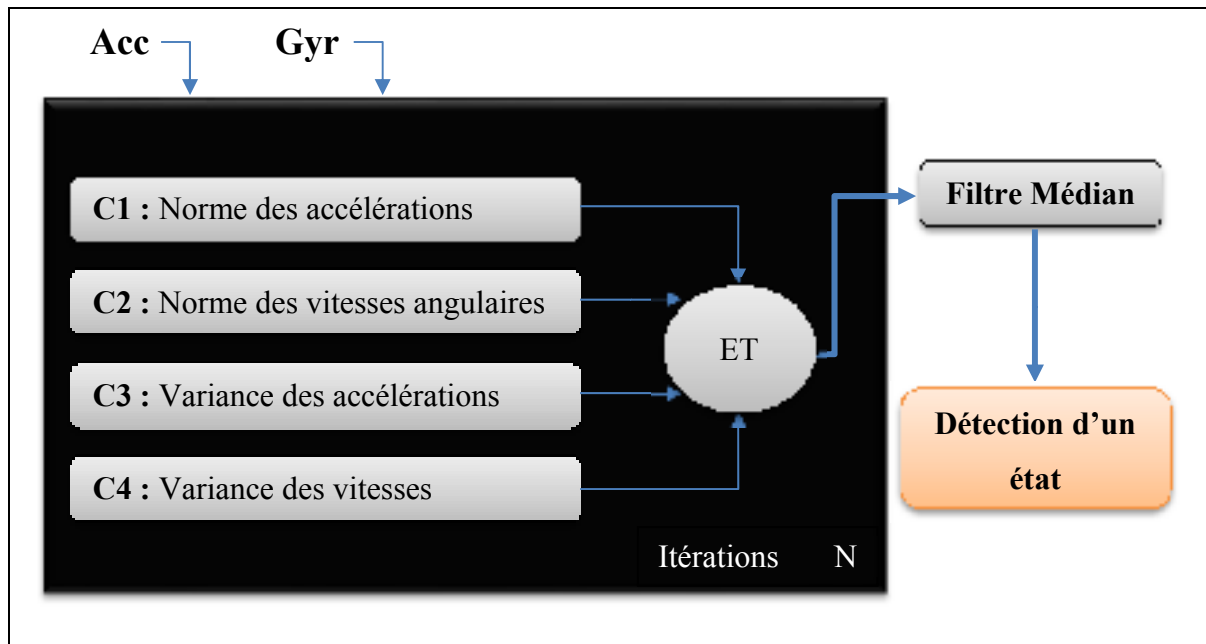 Acc
Gyr
C1 : Norme des accélérations
C2 : Norme des vitesses angulaires
C3 : Variance des accélérations
C4 : Variance des vitesses
ET
Itérations N
Filtre Médian
Détection d’un
état